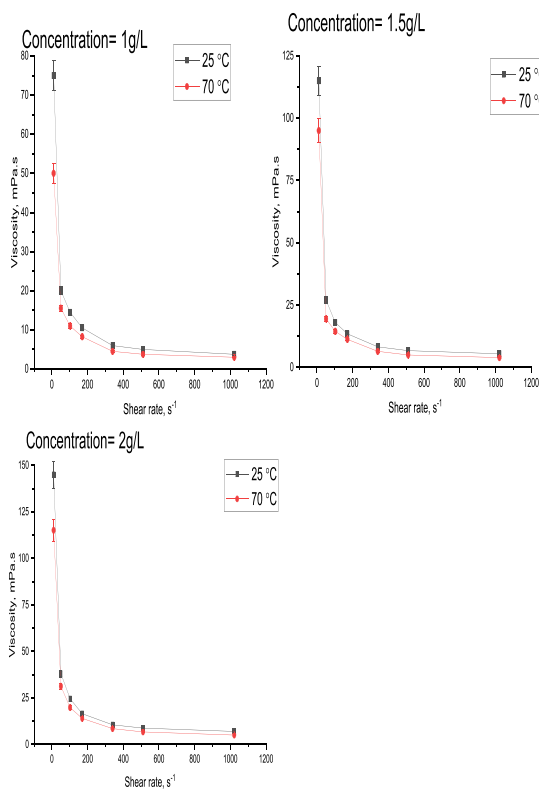 Concentration= 1g/L
25 °C
70 °C
80
70
60
50
40
30
20
10
0
Viscosity, mPa.s
0 200 400 600 800 1000 1200
Shear rate, s⁻¹
Concentration= 1.5g/L
25 °
70 °
125
100
75
50
25
0
Viscosity, mPa.s
0 200 400 600 800 1000 1200
Shear rate, s⁻¹
Concentration= 2g/L
25 °C
70 °C
150
125
100
75
50
25
0
Viscosity, mPa.s
0 200 400 600 800 1000 1200
Shear rate, s⁻¹